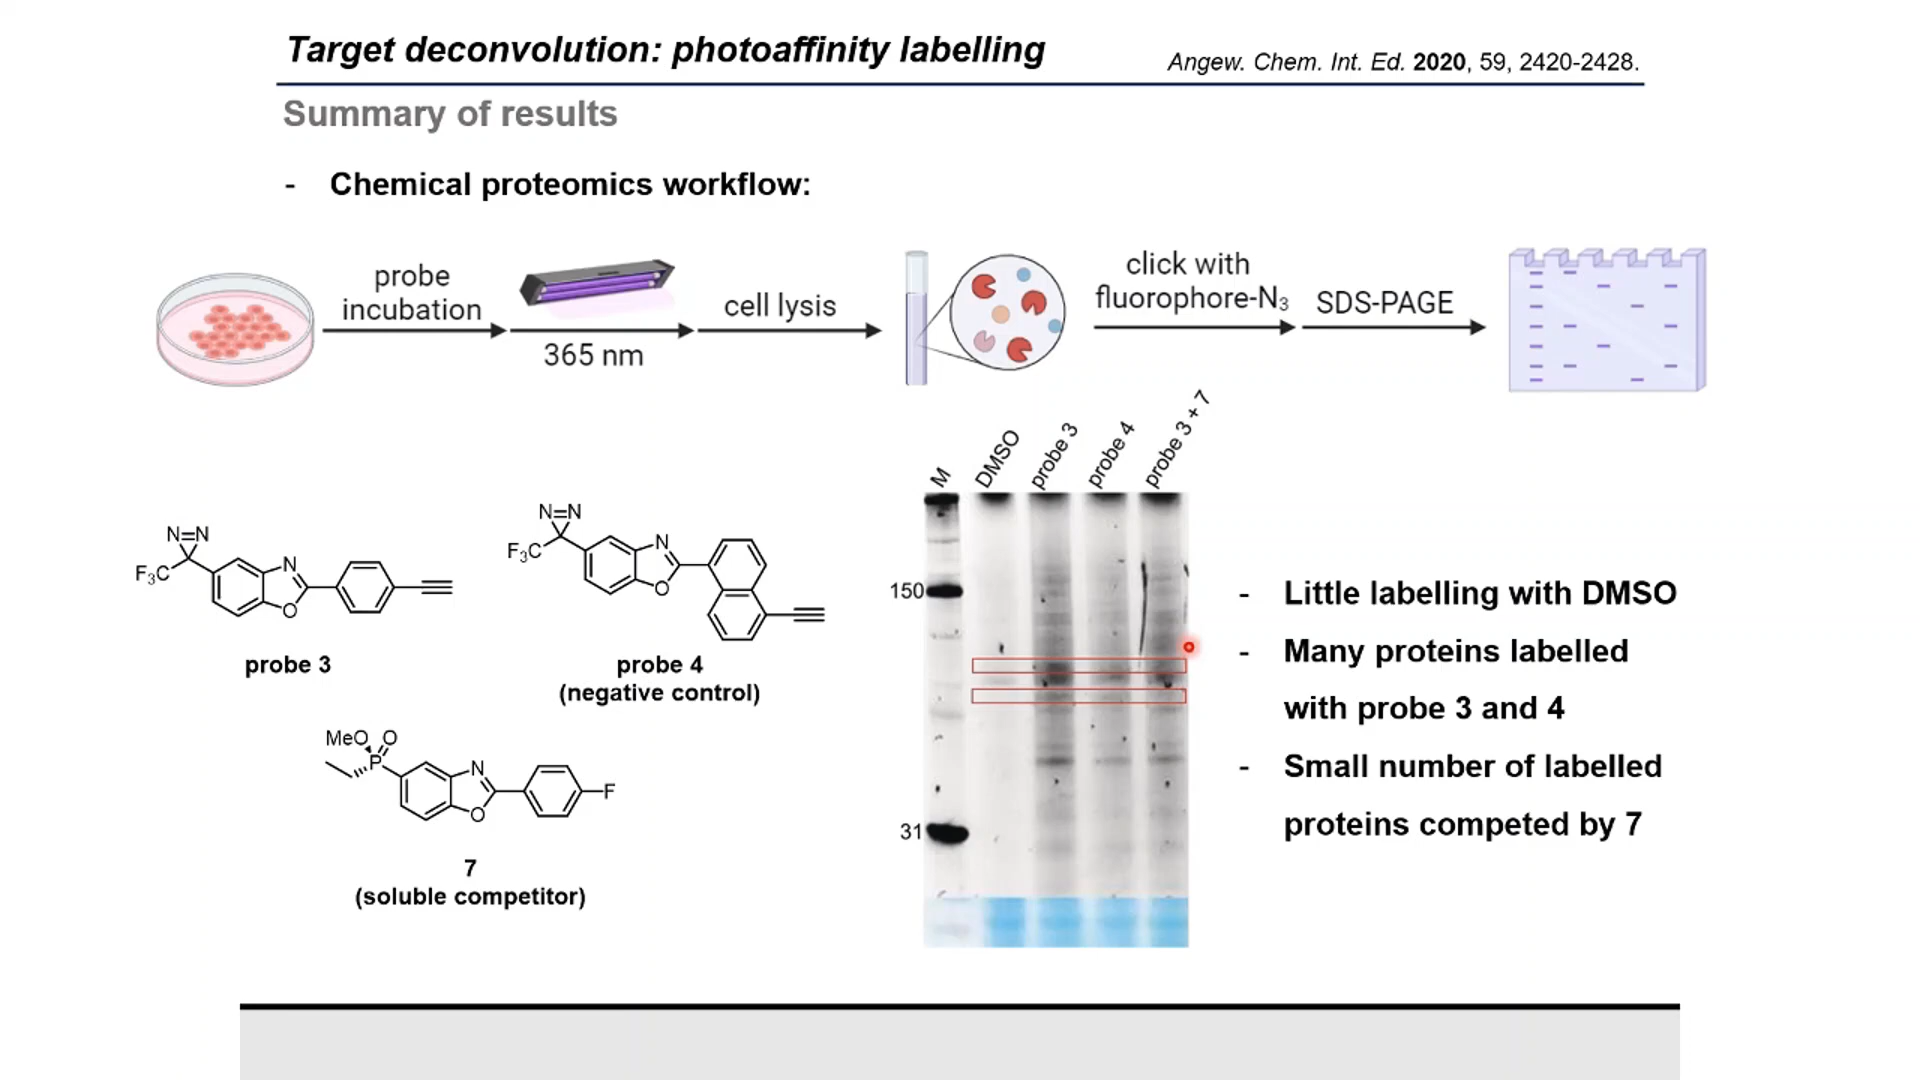 Target deconvolution: photoaffinity labelling
Angew. Chem. Int. Ed. 2020, 59, 2420-2428.
Summary of results
- Chemical proteomics workflow:
probe
incubation
365 nm
cell lysis
click with
fluorophore-N3
SDS-PAGE
N=N
F3C
N
O
probe 3
N=N
F3C
N
O
probe 4
(negative control)
MeO O
P
N
O
F
7
(soluble competitor)
M
DMSO
probe 3
probe 4
probe 3 + 7
150
31
- Little labelling with DMSO
- Many proteins labelled
with probe 3 and 4
- Small number of labelled
proteins competed by 7